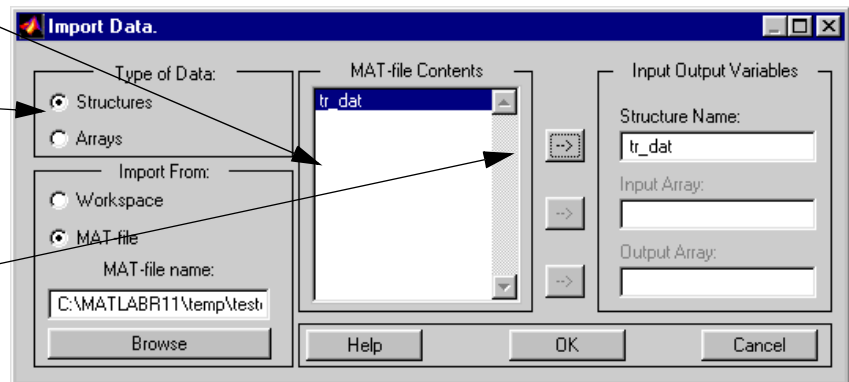 Import Data.
Type of Data:
Structures
Arrays
Import From:
Workspace
MAT-file
MAT-file name:
C:\MATLABR11\temp\test
Browse
MAT-file Contents
tr_dat
-->
-->
-->
Input Output Variables
Structure Name:
tr_dat
Input Array:
Output Array:
Help
OK
Cancel